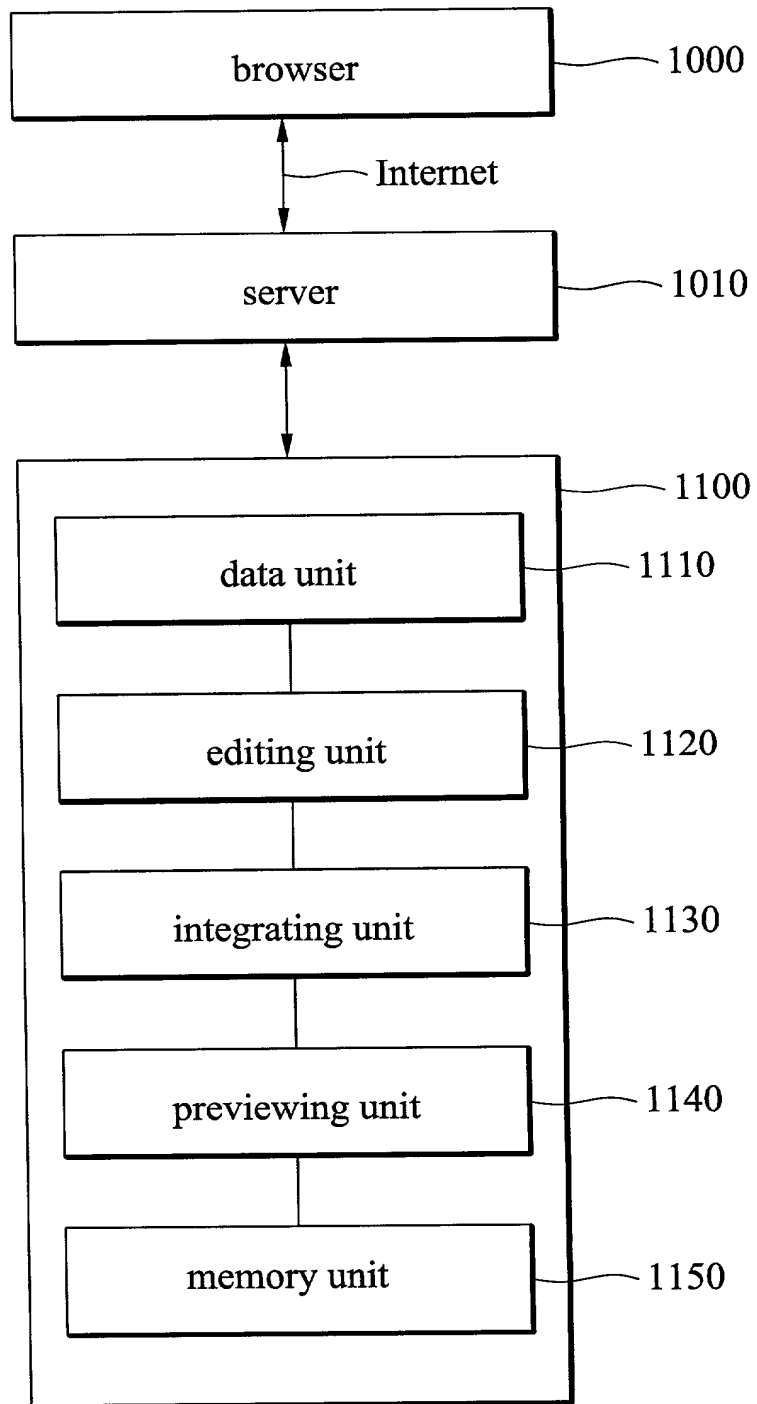 browser
1000
Internet
server
1010
1100
data unit
1110
editing unit
1120
integrating unit
1130
previewing unit
1140
memory unit
1150